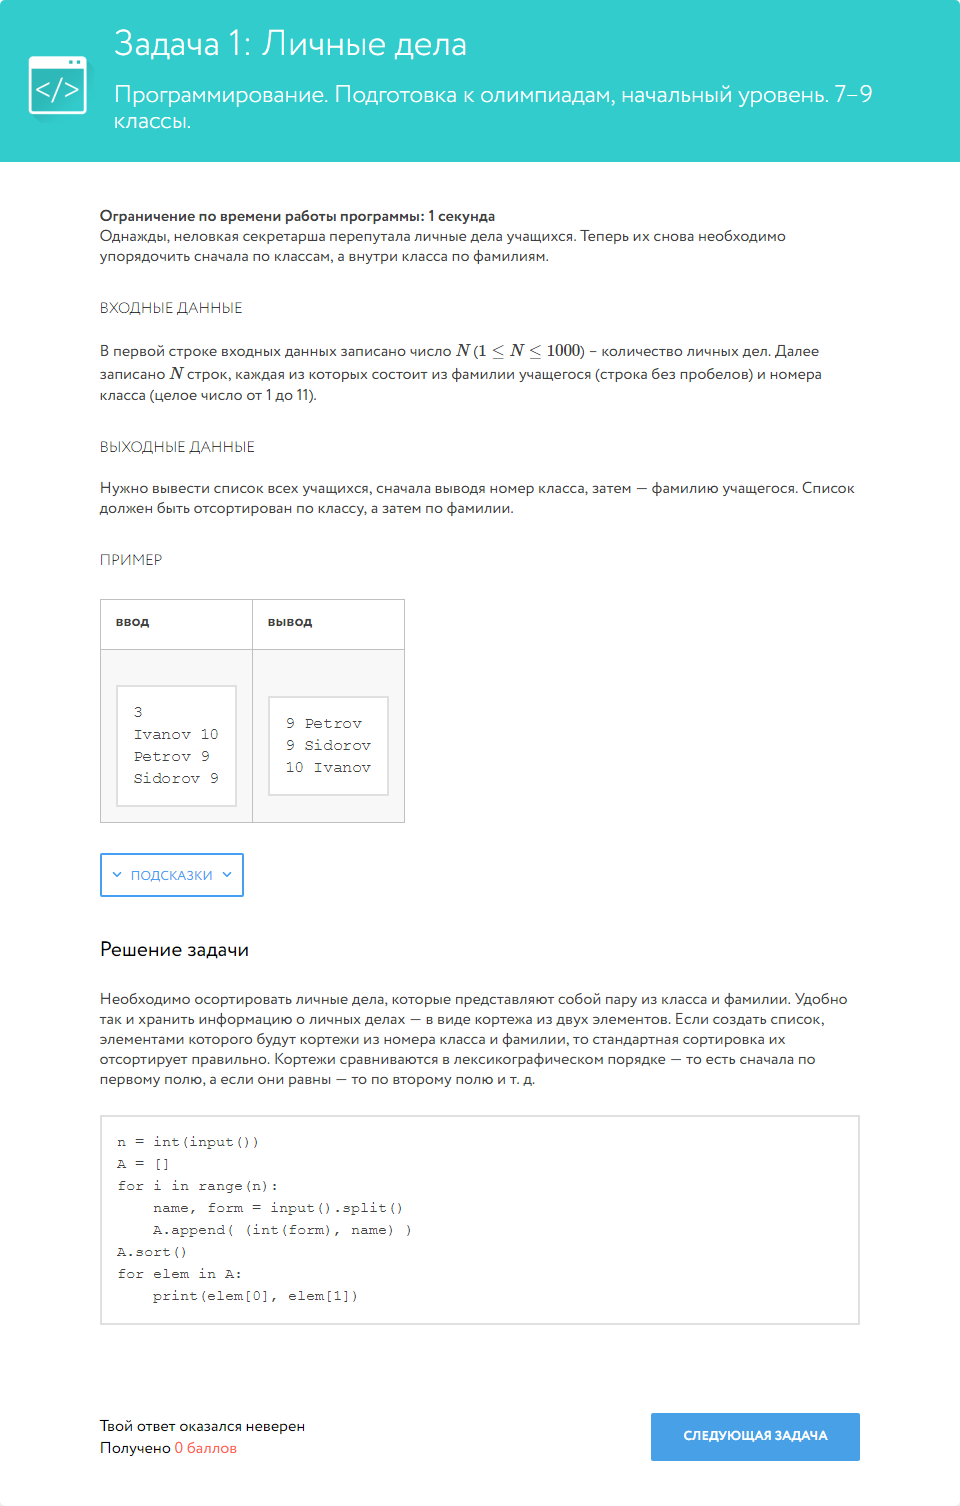 </>
Задача 1: Личные дела
Программирование. Подготовка к олимпиадам, начальный уровень. 7–9
классы.
Ограничение по времени работы программы: 1 секунда
Однажды, неловкая секретарша перепутала личные дела учащихся. Теперь их снова необходимо
упорядочить сначала по классам, а внутри класса по фамилиям.
ВХОДНЫЕ ДАННЫЕ
В первой строке входных данных записано число N (1 ≤ N ≤ 1000) – количество личных дел. Далее
записано N строк, каждая из которых состоит из фамилии учащегося (строка без пробелов) и номера
класса (целое число от 1 до 11).
ВЫХОДНЫЕ ДАННЫЕ
Нужно вывести список всех учащихся, сначала выводя номер класса, затем — фамилию учащегося. Список
должен быть отсортирован по классу, а затем по фамилии.
ПРИМЕР
ввод
вывод
3
Ivanov 10
Petrov 9
Sidorov 9
9 Petrov
9 Sidorov
10 Ivanov
ПОДСКАЗКИ
Решение задачи
Необходимо осортировать личные дела, которые представляют собой пару из класса и фамилии. Удобно
так и хранить информацию о личных делах — в виде кортежа из двух элементов. Если создать список,
элементами которого будут кортежи из номера класса и фамилии, то стандартная сортировка их
отсортирует правильно. Кортежи сравниваются в лексикографическом порядке — то есть сначала по
первому полю, а если они равны — то по второму полю и т. д.
n = int(input())
A = []
for i in range(n):
    name, form = input().split()
    A.append( (int(form), name) )
A.sort()
for elem in A:
    print(elem[0], elem[1])
Твой ответ оказался неверен
Получено 0 баллов
СЛЕДУЮЩАЯ ЗАДАЧА